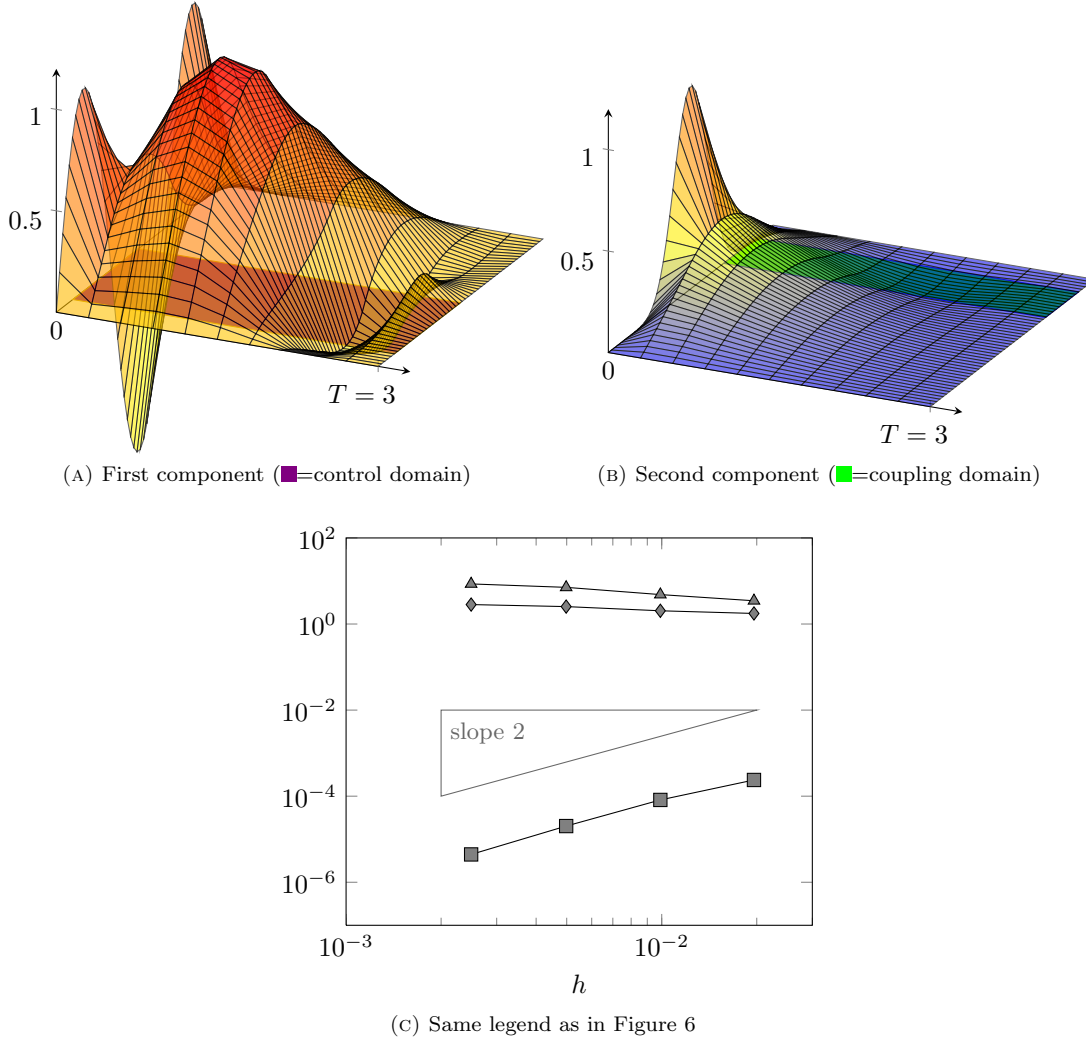 1
0.5
0
T = 3
(A) First component (=control domain)
1
0.5
0
T = 3
(B) Second component (=coupling domain)
10^2
10^0
10^−2
slope 2
10^−4
10^−6
10^−3
10^−2
h
(C) Same legend as in Figure 6